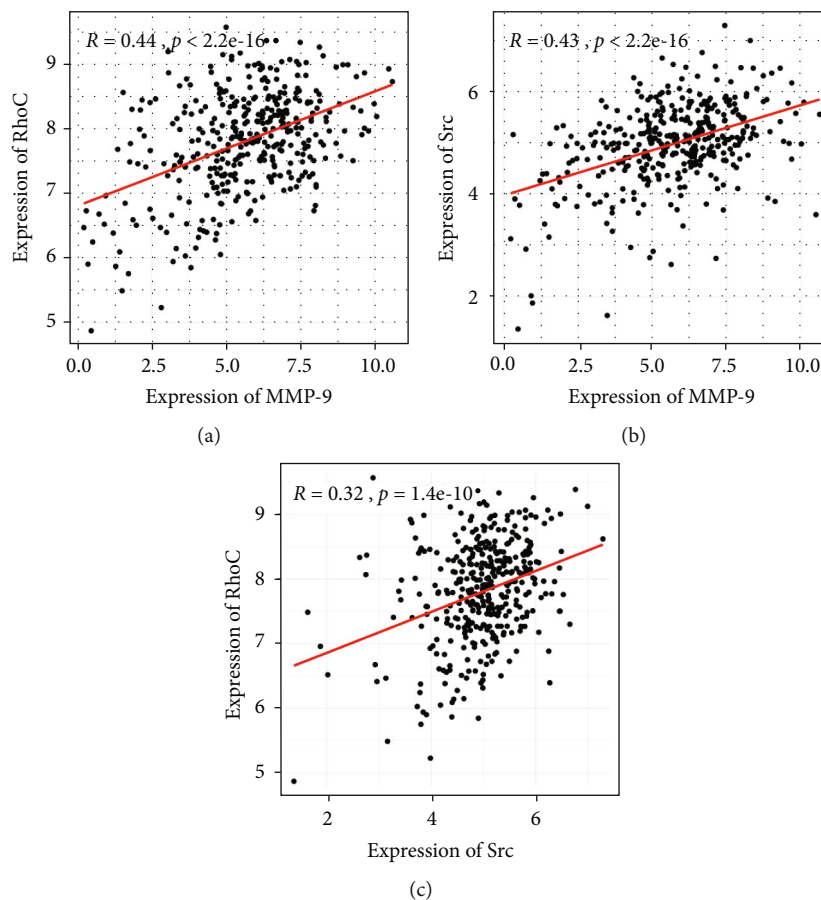 R = 0.44 , p < 2.2e-16
9
8
7
6
5
Expression of RhoC
0.0 2.5 5.0 7.5 10.0
Expression of MMP-9
(a)
R = 0.43 , p < 2.2e-16
6
4
2
Expression of Src
0.0 2.5 5.0 7.5 10.0
Expression of MMP-9
(b)
R = 0.32 , p = 1.4e-10
9
8
7
6
5
Expression of RhoC
2 4 6
Expression of Src
(c)